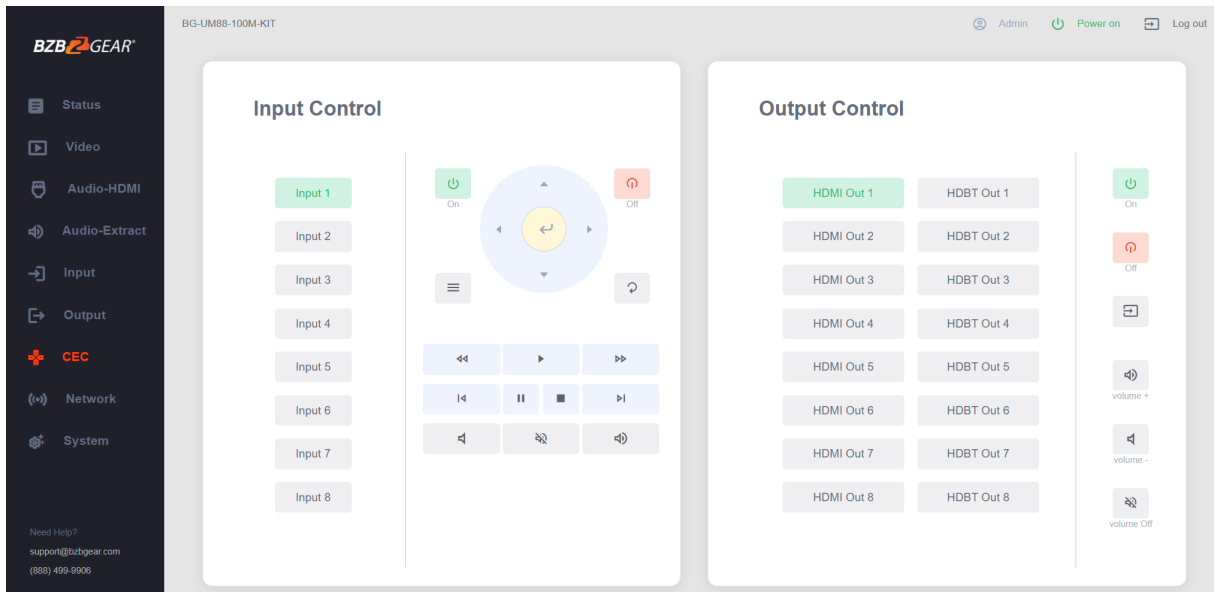 BG-UM88-100M-KIT
Admin
Power on
Log out
BZBGEAR®
Status
Video
Audio-HDMI
Audio-Extract
Input
Output
CEC
Network
System
Need Help?
support@bzbgear.com
(888) 499-9906
Input Control
Input 1
Input 2
Input 3
Input 4
Input 5
Input 6
Input 7
Input 8
On
Off
Output Control
HDMI Out 1 HDBT Out 1
HDMI Out 2 HDBT Out 2
HDMI Out 3 HDBT Out 3
HDMI Out 4 HDBT Out 4
HDMI Out 5 HDBT Out 5
HDMI Out 6 HDBT Out 6
HDMI Out 7 HDBT Out 7
HDMI Out 8 HDBT Out 8
On
Off
volume +
volume -
volume Off